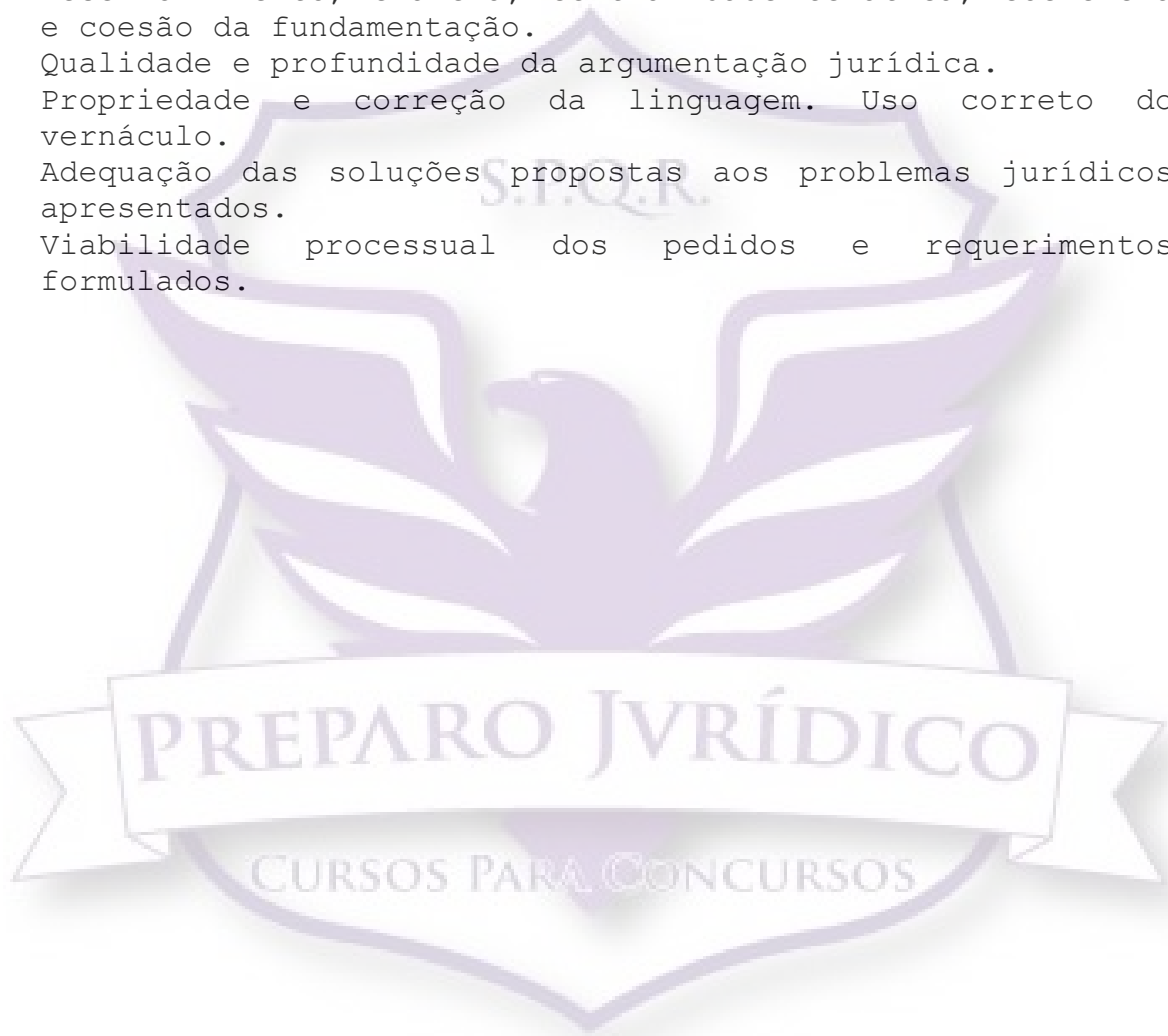 e coesão da fundamentação.
Qualidade e profundidade da argumentação jurídica.
Propriedade e correção da linguagem. Uso correto do
vernáculo.
Adequação das soluções propostas aos problemas jurídicos
apresentados.
Viabilidade processual dos pedidos e requerimentos
formulados.
S.P.Q.R.
PREPARO JVRÍDICO
CURSOS PARA CONCURSOS